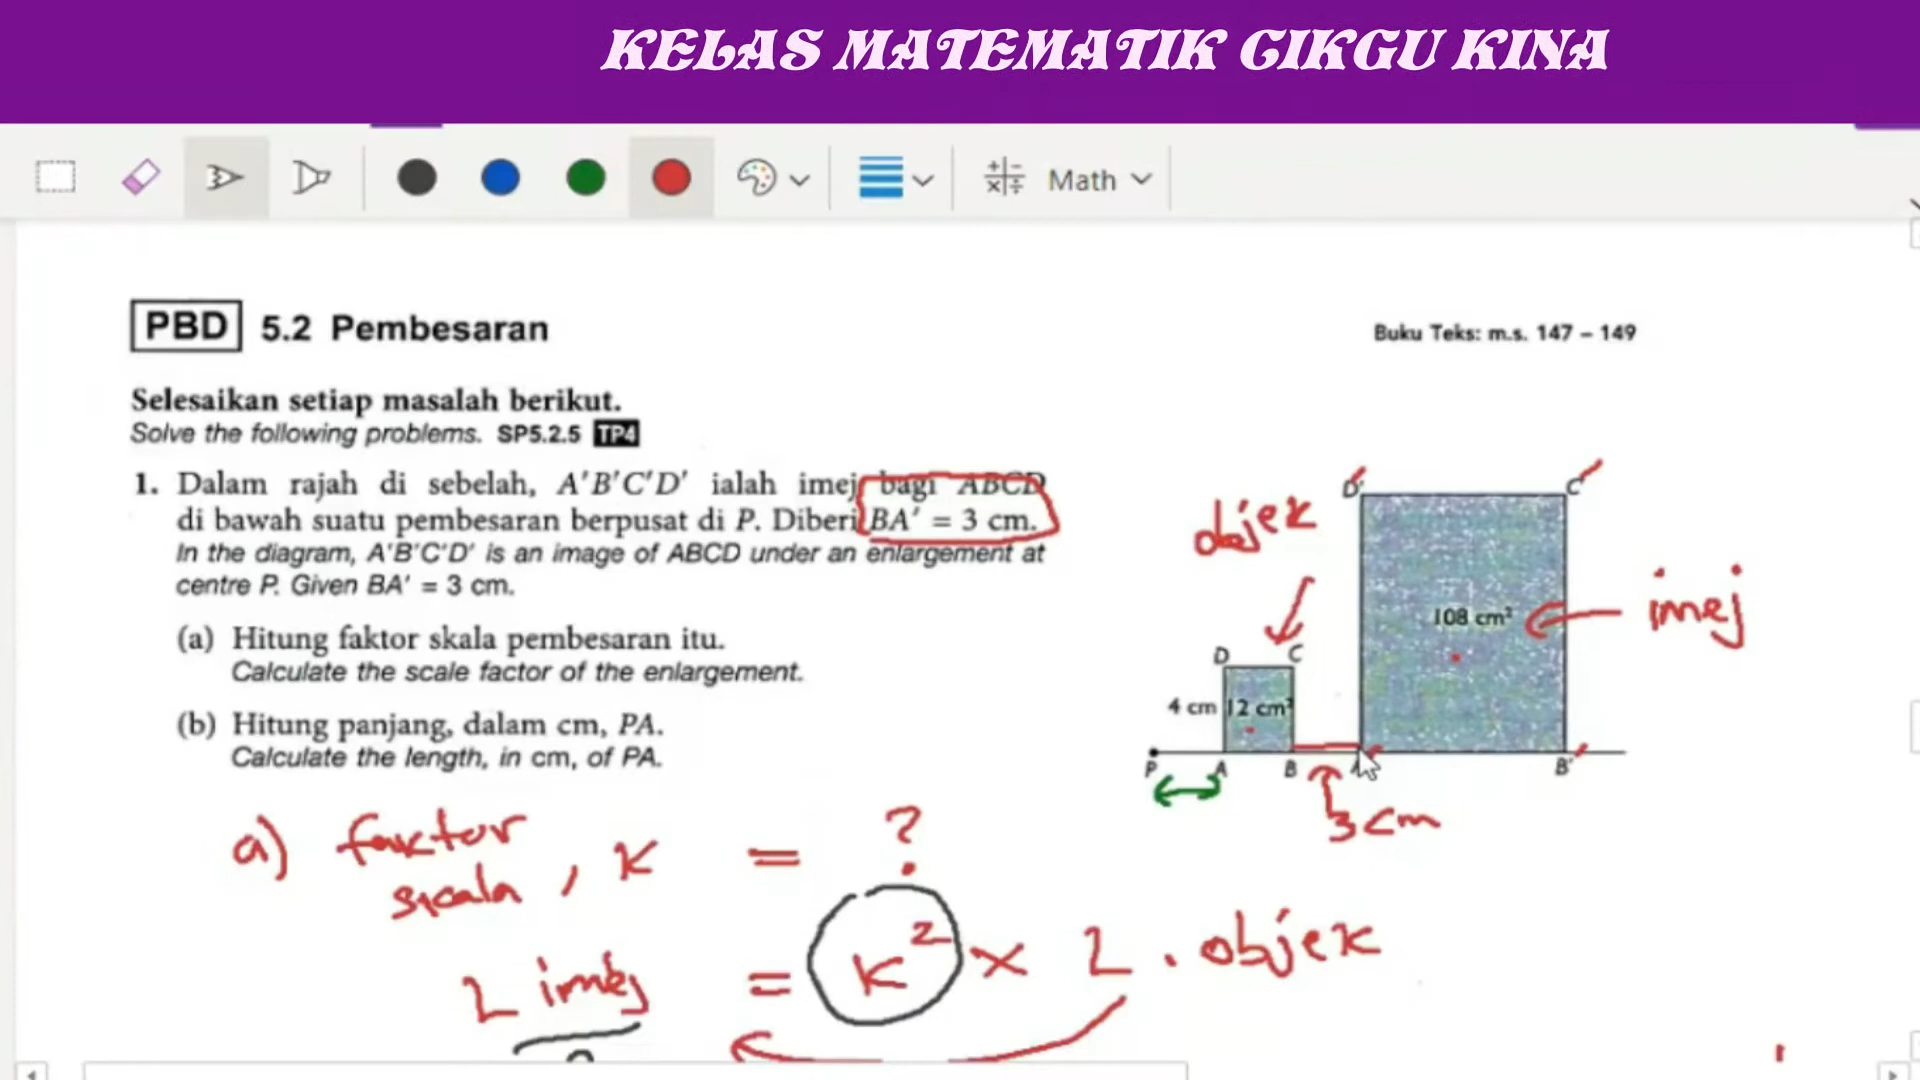 KELAS MATEMATIK CIKGU KINA
Math
PBD 5.2 Pembesaran
Buku Teks: m.s. 147 – 149
Selesaikan setiap masalah berikut.
Solve the following problems. SP5.2.5 TP4
1. Dalam rajah di sebelah, A'B'C'D' ialah imej bagi ABCD
di bawah suatu pembesaran berpusat di P. Diberi BA' = 3 cm.
In the diagram, A'B'C'D' is an image of ABCD under an enlargement at
centre P. Given BA' = 3 cm.
(a) Hitung faktor skala pembesaran itu.
Calculate the scale factor of the enlargement.
(b) Hitung panjang, dalam cm, PA.
Calculate the length, in cm, of PA.
D' C'
objek
108 cm²
imej
D C
4 cm 12 cm²
P A B A' B'
3 cm
a) faktor skala, k = ?
L imej = k² x L. objek